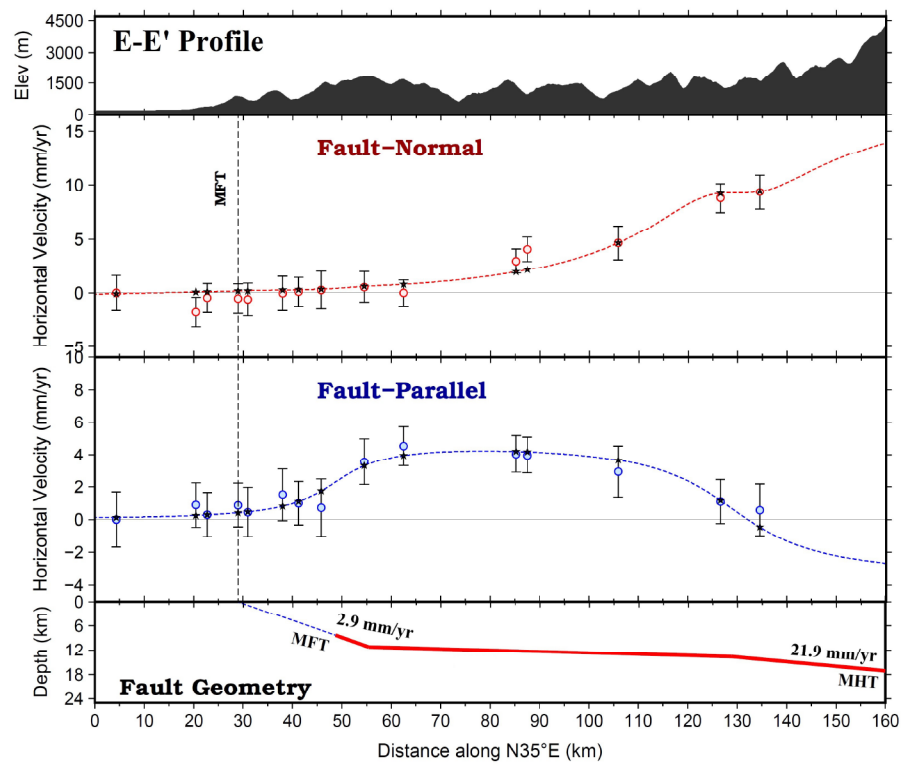 4500
3000
1500
0
Elev (m)
E-E' Profile
15
10
5
0
−5
Horizontal Velocity (mm/yr)
Fault−Normal
MFT
10
8
6
4
2
0
−2
−4
Horizontal Velocity (mm/yr)
Fault−Parallel
0
6
12
18
24
Depth (km)
2.9 mm/yr
MFT
21.9 mm/yr
MHT
Fault Geometry
0 10 20 30 40 50 60 70 80 90 100 110 120 130 140 150 160
Distance along N35°E (km)